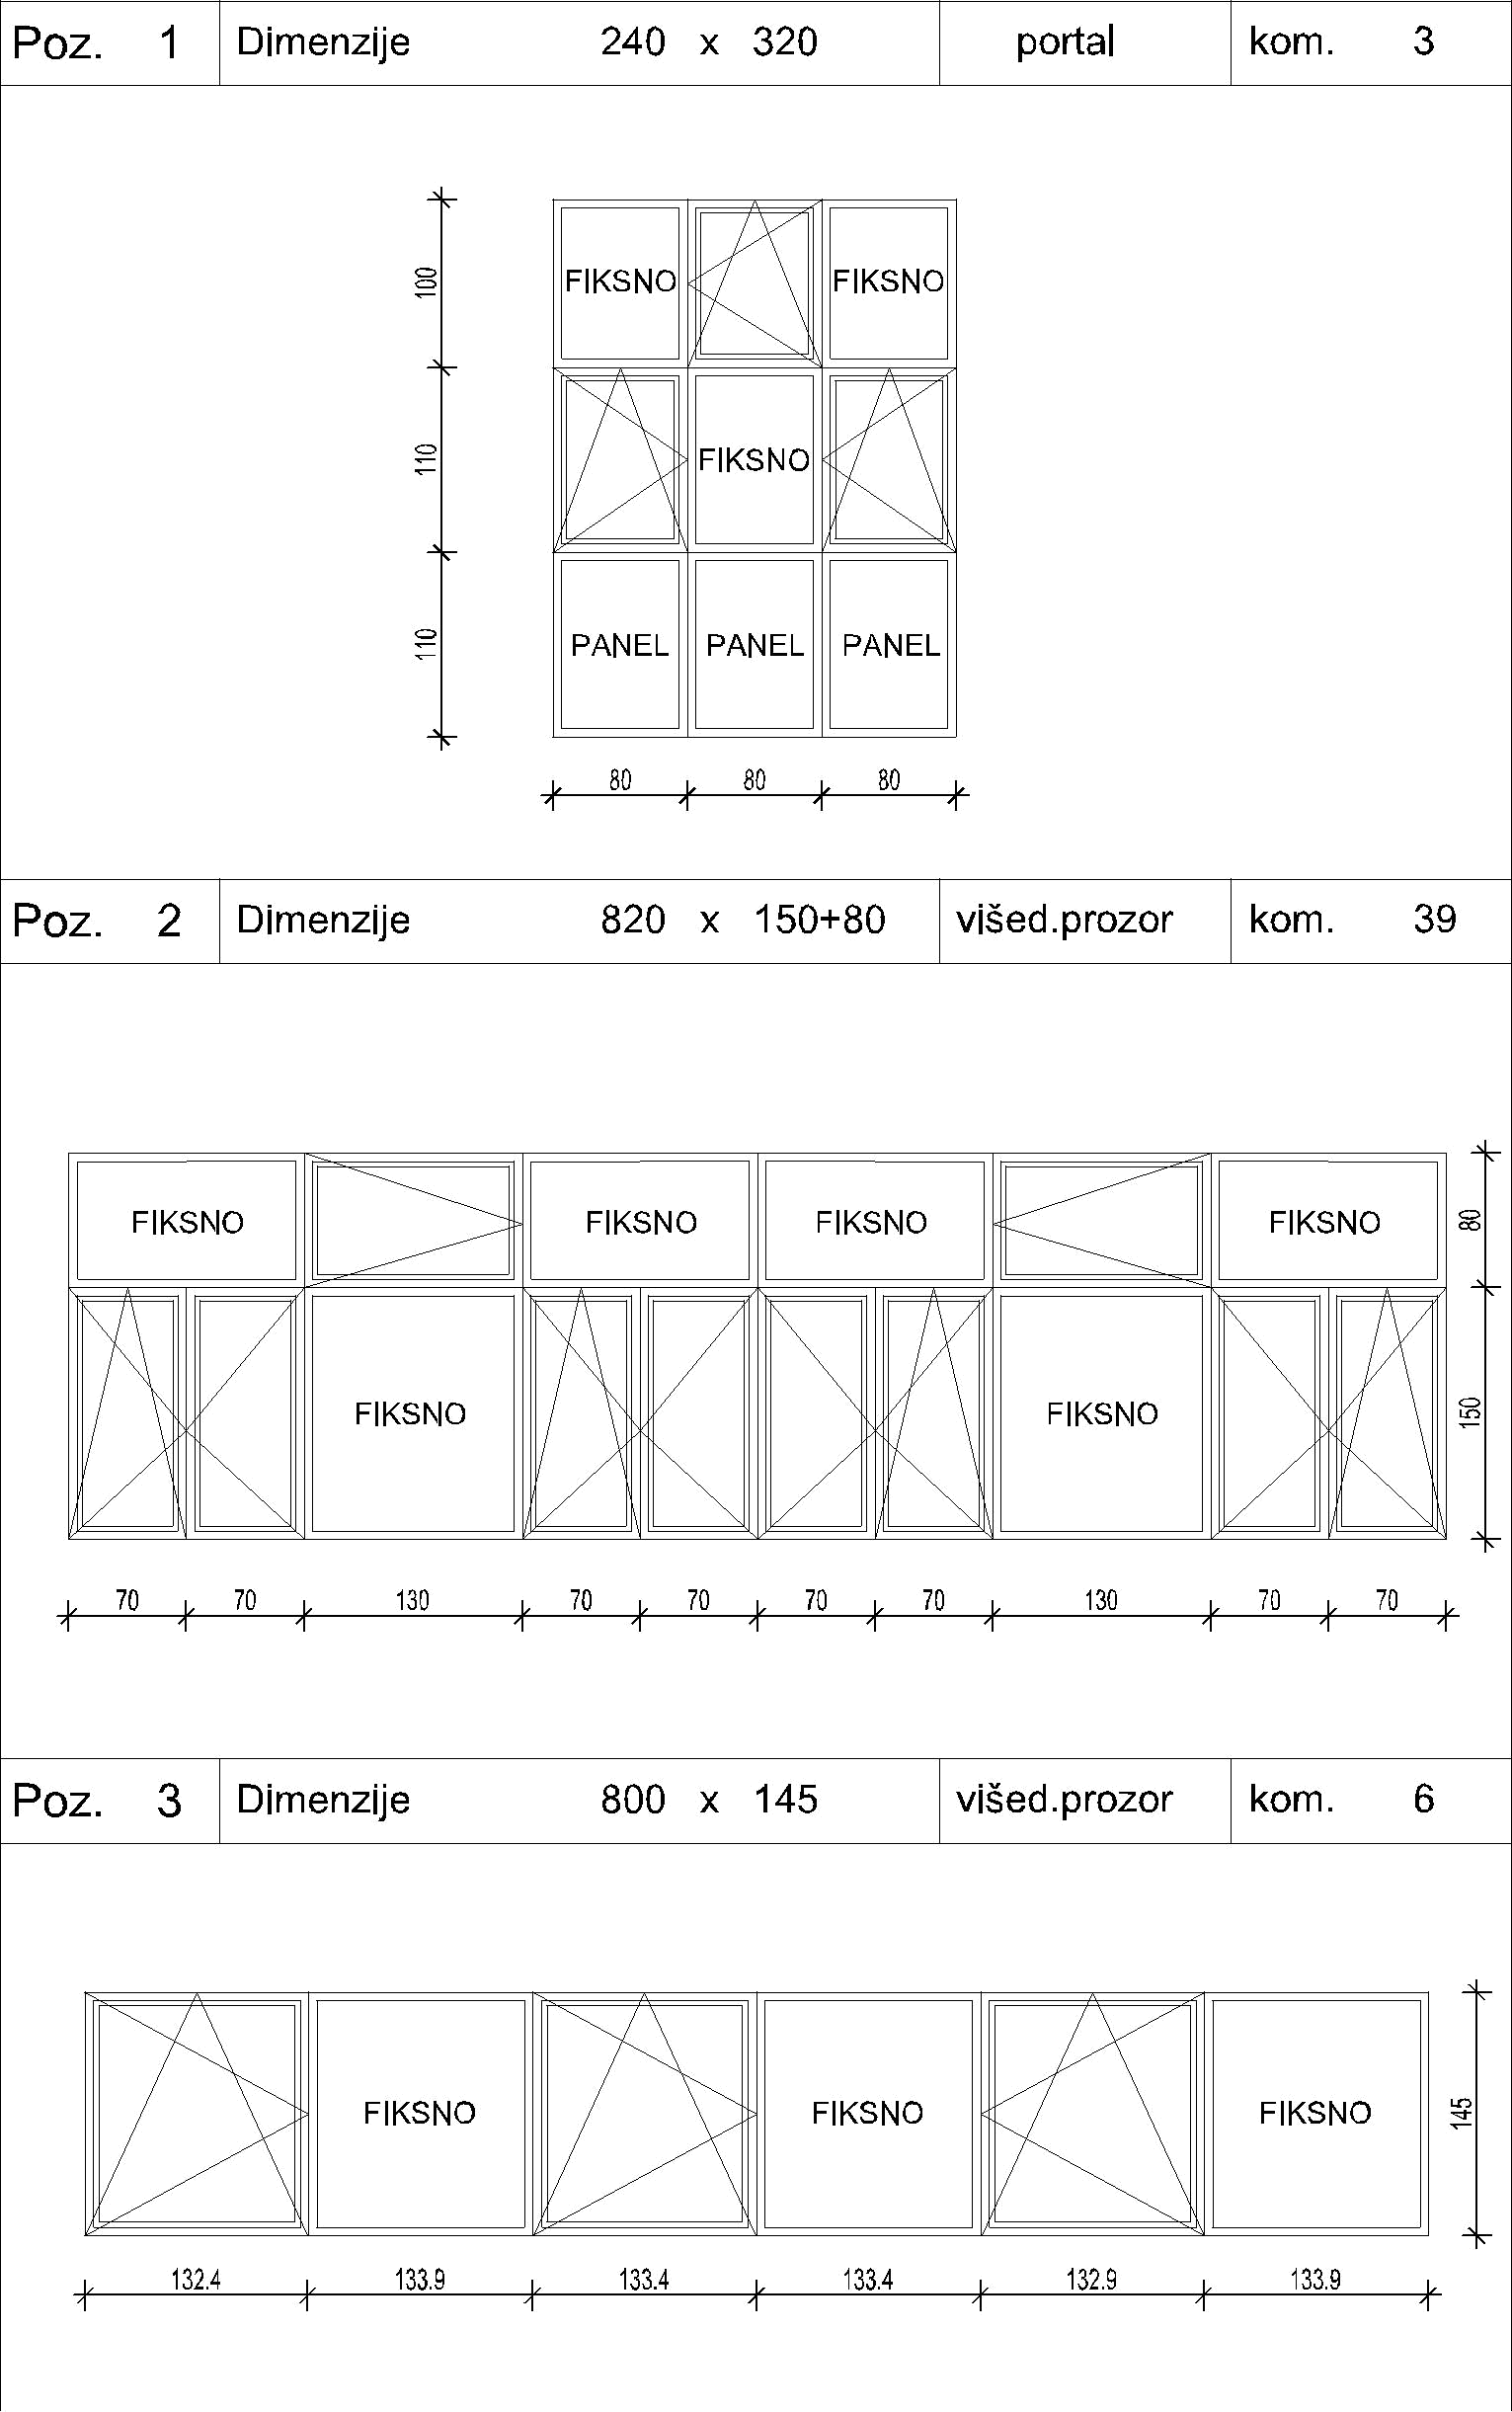 Poz. 1 Dimenzije 240 x 320 portal kom. 3
100
FIKSNO FIKSNO
110
FIKSNO
110
PANEL PANEL PANEL
80 80 80
Poz. 2 Dimenzije 820 x 150+80 višed.prozor kom. 39
FIKSNO FIKSNO FIKSNO FIKSNO
80
FIKSNO FIKSNO
150
70 70 130 70 70 70 70 130 70 70
Poz. 3 Dimenzije 800 x 145 višed.prozor kom. 6
FIKSNO FIKSNO FIKSNO
145
132.4 133.9 133.4 133.4 132.9 133.9